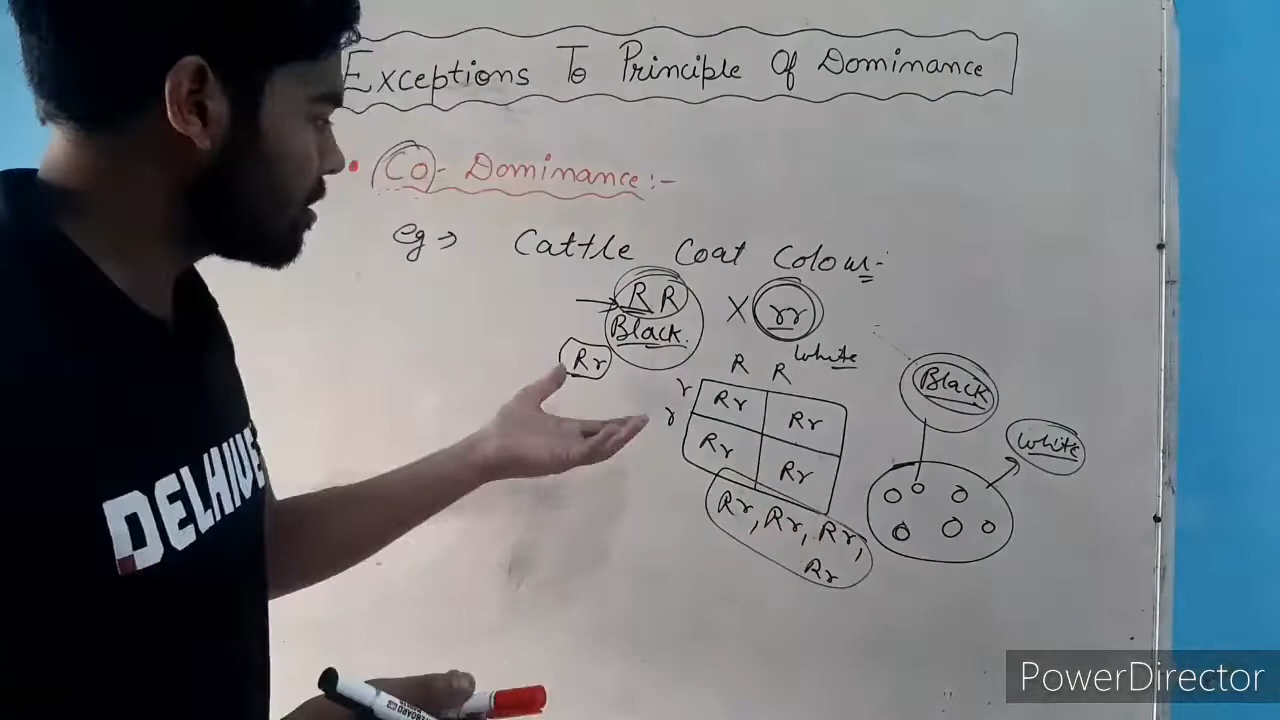 Exceptions To Principle Of Dominance
• Co-Dominance:-
eg → Cattle Coat Colour:-
RR X rr
Black. White
Rr
R R
r Rr Rr
r Rr Rr
Rr, Rr, Rr,
Rr
Black
White
DELHIVE
PowerDirector